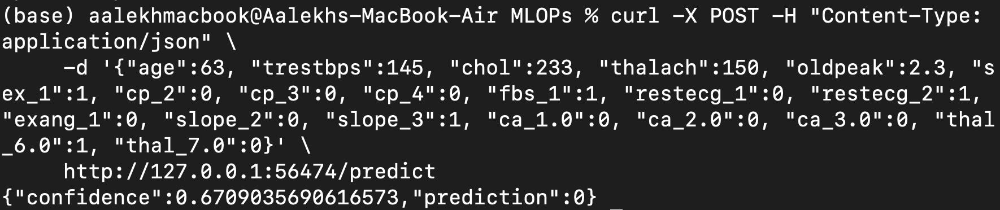 (base) aalekhmacbook@Aalekhs-MacBook-Air MLOPs % curl -X POST -H "Content-Type:
application/json" \
     -d '{"age":63, "trestbps":145, "chol":233, "thalach":150, "oldpeak":2.3, "s
ex_1":1, "cp_2":0, "cp_3":0, "cp_4":0, "fbs_1":1, "restecg_1":0, "restecg_2":1,
"exang_1":0, "slope_2":0, "slope_3":1, "ca_1.0":0, "ca_2.0":0, "ca_3.0":0, "thal
_6.0":1, "thal_7.0":0}' \
     http://127.0.0.1:56474/predict
{"confidence":0.6709035690616573,"prediction":0}